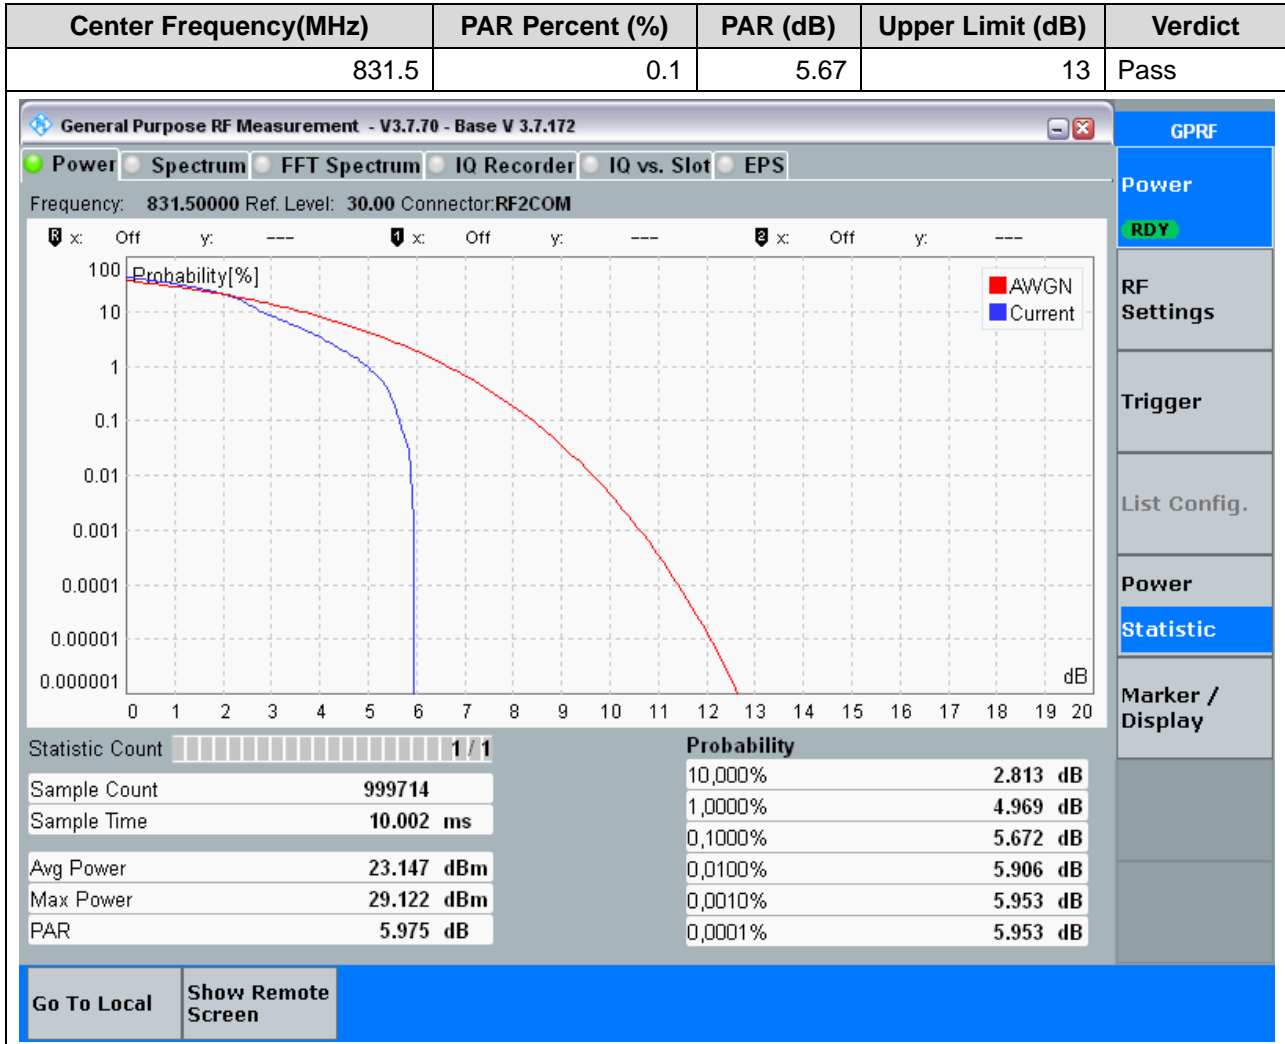 Center Frequency(MHz) PAR Percent (%) PAR (dB) Upper Limit (dB) Verdict
831.5 0.1 5.67 13 Pass
General Purpose RF Measurement - V3.7.70 - Base V 3.7.172
GPRF
Power Spectrum FFT Spectrum IQ Recorder IQ vs. Slot EPS
Frequency: 831.50000 Ref. Level: 30.00 Connector:RF2COM
R x: Off y: --- 1 x: Off y: --- 2 x: Off y: ---
Probability[%]
AWGN
Current
100
10
1
0.1
0.01
0.001
0.0001
0.00001
0.000001
dB
0 1 2 3 4 5 6 7 8 9 10 11 12 13 14 15 16 17 18 19 20
Statistic Count 1 / 1
Sample Count 999714
Sample Time 10.002 ms
Avg Power 23.147 dBm
Max Power 29.122 dBm
PAR 5.975 dB
Probability
10,000% 2.813 dB
1,0000% 4.969 dB
0,1000% 5.672 dB
0,0100% 5.906 dB
0,0010% 5.953 dB
0,0001% 5.953 dB
Power
RDY
RF
Settings
Trigger
List Config.
Power
Statistic
Marker /
Display
Go To Local
Show Remote
Screen